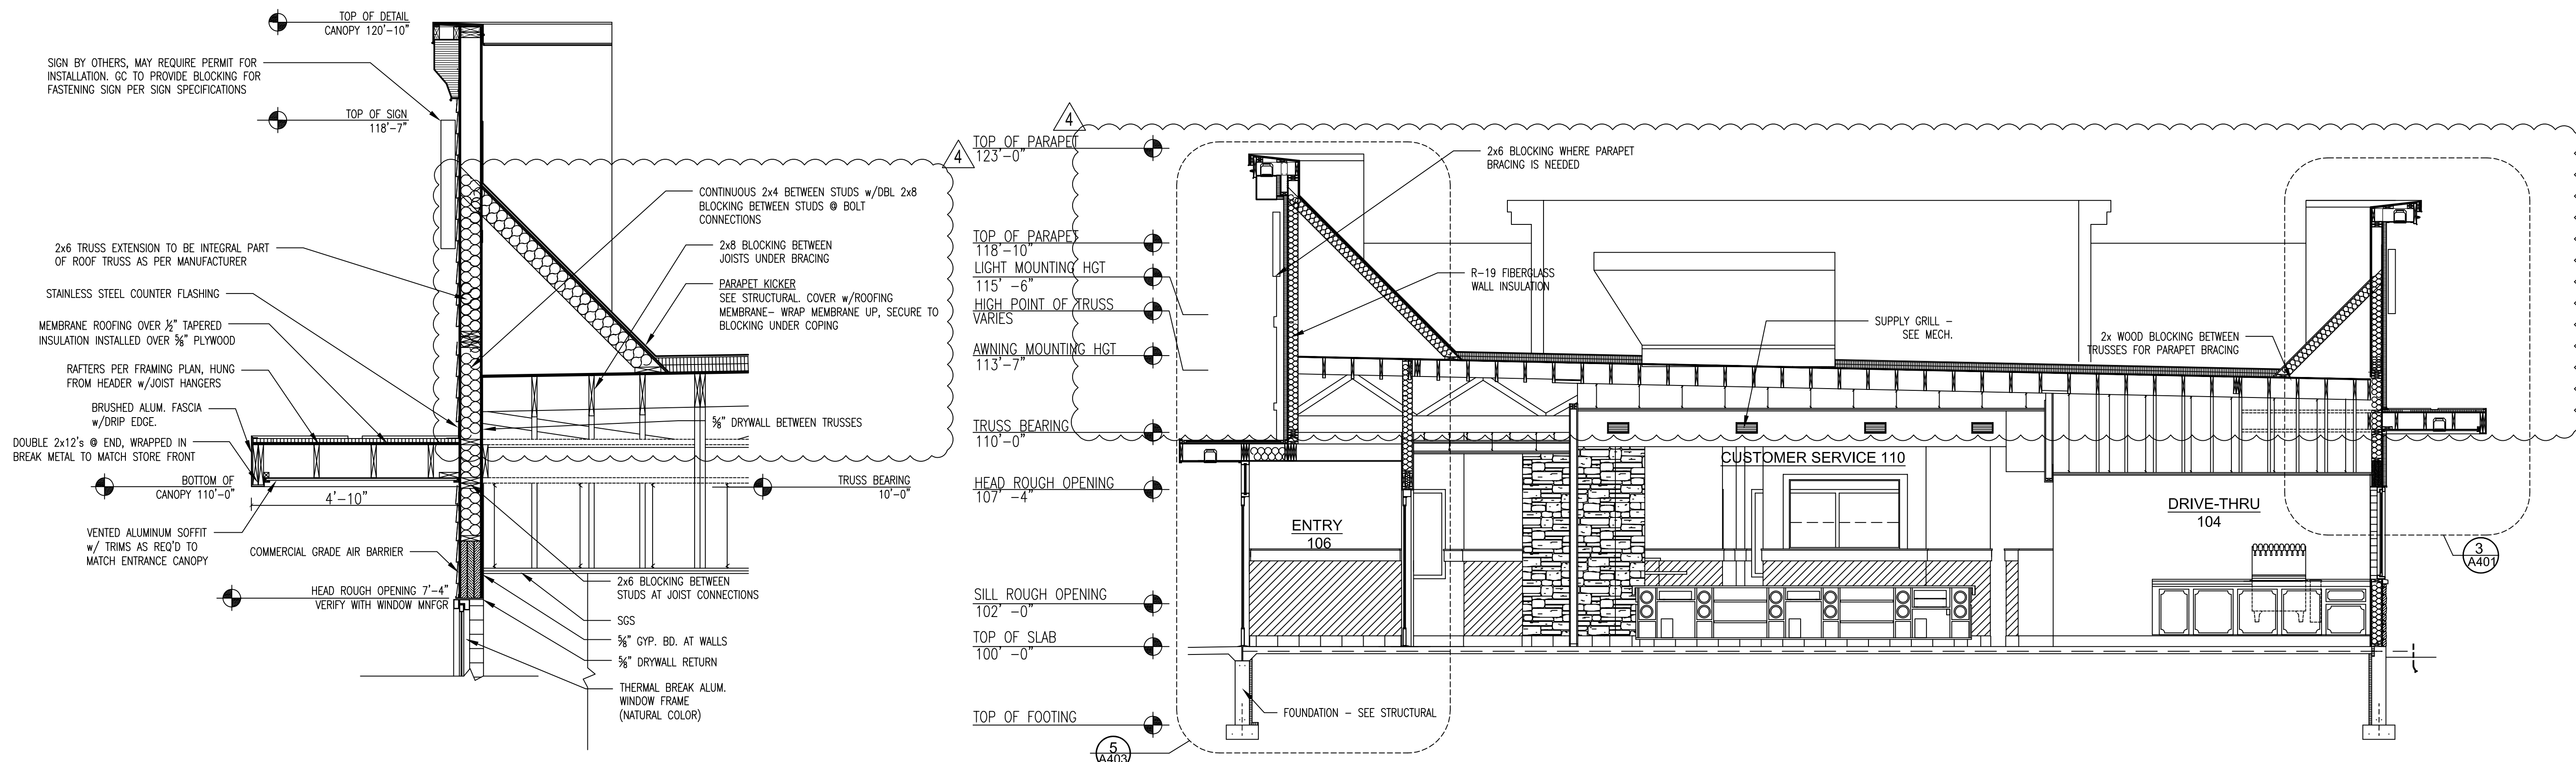 TOP OF DETAIL
CANOPY 120'-10"
SIGN BY OTHERS, MAY REQUIRE PERMIT FOR
INSTALLATION. GC TO PROVIDE BLOCKING FOR
FASTENING SIGN PER SIGN SPECIFICATIONS
TOP OF SIGN
118'-7"
4
CONTINUOUS 2x4 BETWEEN STUDS w/DBL 2x8
BLOCKING BETWEEN STUDS @ BOLT
CONNECTIONS
2x8 BLOCKING BETWEEN
JOISTS UNDER BRACING
PARAPET KICKER
SEE STRUCTURAL. COVER w/ROOFING
MEMBRANE- WRAP MEMBRANE UP, SECURE TO
BLOCKING UNDER COPING
2x6 TRUSS EXTENSION TO BE INTEGRAL PART
OF ROOF TRUSS AS PER MANUFACTURER
STAINLESS STEEL COUNTER FLASHING
MEMBRANE ROOFING OVER ½" TAPERED
INSULATION INSTALLED OVER ⅝" PLYWOOD
RAFTERS PER FRAMING PLAN, HUNG
FROM HEADER w/JOIST HANGERS
BRUSHED ALUM. FASCIA
w/DRIP EDGE.
DOUBLE 2x12's @ END, WRAPPED IN
BREAK METAL TO MATCH STORE FRONT
⅝" DRYWALL BETWEEN TRUSSES
BOTTOM OF
CANOPY 110'-0"
4'-10"
TRUSS BEARING
10'-0"
VENTED ALUMINUM SOFFIT
w/ TRIMS AS REQ'D TO
MATCH ENTRANCE CANOPY
COMMERCIAL GRADE AIR BARRIER
HEAD ROUGH OPENING 7'-4"
VERIFY WITH WINDOW MNFGR
2x6 BLOCKING BETWEEN
STUDS AT JOIST CONNECTIONS
SGS
⅝" GYP. BD. AT WALLS
⅝" DRYWALL RETURN
THERMAL BREAK ALUM.
WINDOW FRAME
(NATURAL COLOR)
4
TOP OF PARAPET
123'-0"
TOP OF PARAPET
118'-10"
LIGHT MOUNTING HGT
115' -6"
HIGH POINT OF TRUSS
VARIES
AWNING MOUNTING HGT
113'-7"
TRUSS BEARING
110'-0"
HEAD ROUGH OPENING
107' -4"
SILL ROUGH OPENING
102' -0"
TOP OF SLAB
100' -0"
TOP OF FOOTING
2x6 BLOCKING WHERE PARAPET
BRACING IS NEEDED
R-19 FIBERGLASS
WALL INSULATION
SUPPLY GRILL -
SEE MECH.
2x WOOD BLOCKING BETWEEN
TRUSSES FOR PARAPET BRACING
CUSTOMER SERVICE 110
ENTRY
106
DRIVE-THRU
104
3
A401
FOUNDATION - SEE STRUCTURAL
5
A403